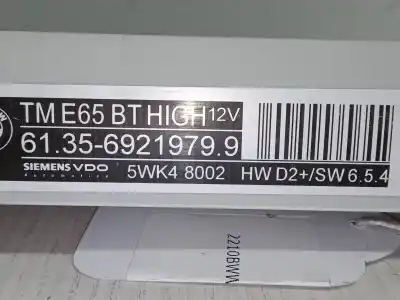 TM E65 BT HIGH 12V
61.35-6921979.9
SIEMENS VDO
Automotive
5WK4 8002
HW D2+/SW 6.5.4
2210BWW